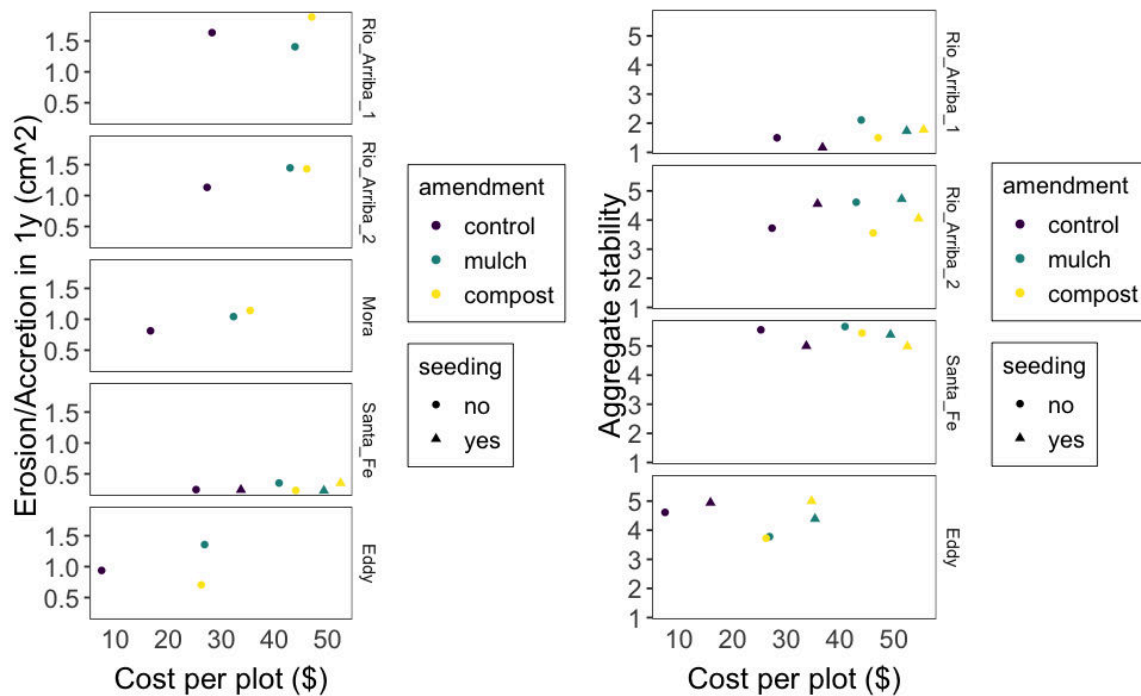 Erosion/Accretion in 1y (cm^2)
1.5
1.0
0.5
Rio_Arriba_1
1.5
1.0
0.5
Rio_Arriba_2
1.5
1.0
0.5
Mora
1.5
1.0
0.5
Santa_Fe
1.5
1.0
0.5
Eddy
10 20 30 40 50
Cost per plot ($)
amendment
control
mulch
compost
seeding
no
yes
Aggregate stability
5
4
3
2
1
Rio_Arriba_1
5
4
3
2
1
Rio_Arriba_2
5
4
3
2
1
Santa_Fe
5
4
3
2
1
Eddy
10 20 30 40 50
Cost per plot ($)
amendment
control
mulch
compost
seeding
no
yes